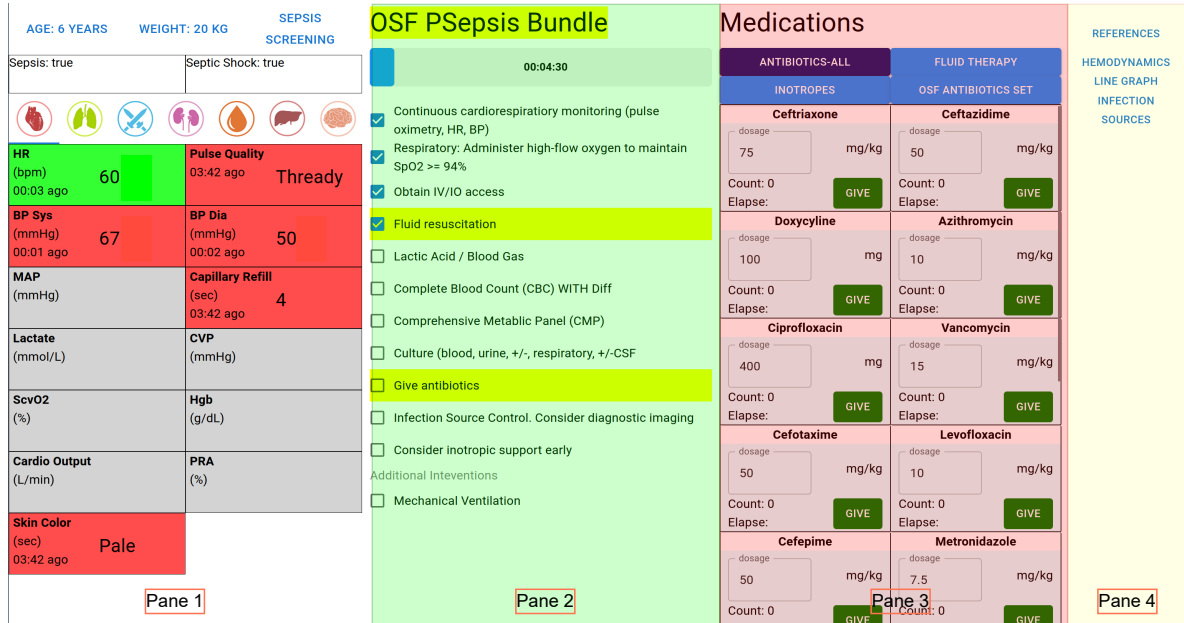 AGE: 6 YEARS
WEIGHT: 20 KG
SEPSIS
SCREENING
Sepsis: true
Septic Shock: true
HR
(bpm)
00:03 ago
60
Pulse Quality
03:42 ago
Thready
BP Sys
(mmHg)
00:01 ago
67
BP Dia
(mmHg)
00:02 ago
50
MAP
(mmHg)
Capillary Refill
(sec)
03:42 ago
4
Lactate
(mmol/L)
CVP
(mmHg)
ScvO2
(%)
Hgb
(g/dL)
Cardio Output
(L/min)
PRA
(%)
Skin Color
(sec)
03:42 ago
Pale
Pane 1
OSF PSepsis Bundle
00:04:30
Continuous cardiorespiratiory monitoring (pulse
oximetry, HR, BP)
Respiratory: Administer high-flow oxygen to maintain
SpO2 >= 94%
Obtain IV/IO access
Fluid resuscitation
Lactic Acid / Blood Gas
Complete Blood Count (CBC) WITH Diff
Comprehensive Metablic Panel (CMP)
Culture (blood, urine, +/-, respiratory, +/-CSF
Give antibiotics
Infection Source Control. Consider diagnostic imaging
Consider inotropic support early
Additional Inteventions
Mechanical Ventilation
Pane 2
Medications
ANTIBIOTICS-ALL
FLUID THERAPY
INOTROPES
OSF ANTIBIOTICS SET
Ceftriaxone
dosage
75
mg/kg
Count: 0
Elapse:
GIVE
Ceftazidime
dosage
50
mg/kg
Count: 0
Elapse:
GIVE
Doxycyline
dosage
100
mg
Count: 0
Elapse:
GIVE
Azithromycin
dosage
10
mg/kg
Count: 0
Elapse:
GIVE
Ciprofloxacin
dosage
400
mg
Count: 0
Elapse:
GIVE
Vancomycin
dosage
15
mg/kg
Count: 0
Elapse:
GIVE
Cefotaxime
dosage
50
mg/kg
Count: 0
Elapse:
GIVE
Levofloxacin
dosage
10
mg/kg
Count: 0
Elapse:
GIVE
Cefepime
dosage
50
mg/kg
Count: 0
GIVE
Metronidazole
dosage
7.5
mg/kg
Count: 0
GIVE
Pane 3
REFERENCES
HEMODYNAMICS
LINE GRAPH
INFECTION
SOURCES
Pane 4